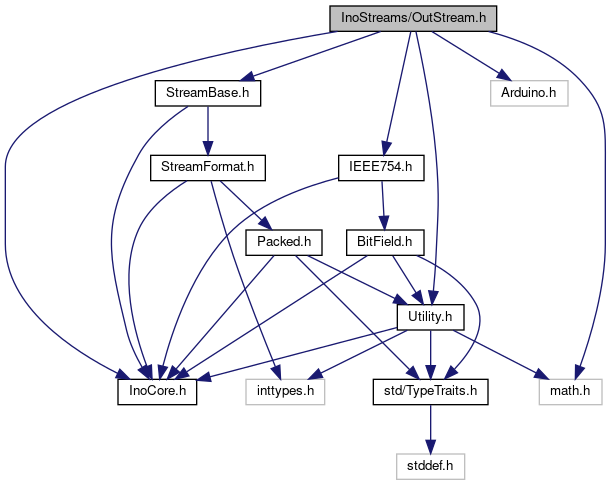 InoStreams/OutStream.h
StreamBase.h
Arduino.h
StreamFormat.h
IEEE754.h
Packed.h
BitField.h
Utility.h
InoCore.h
inttypes.h
std/TypeTraits.h
math.h
stddef.h